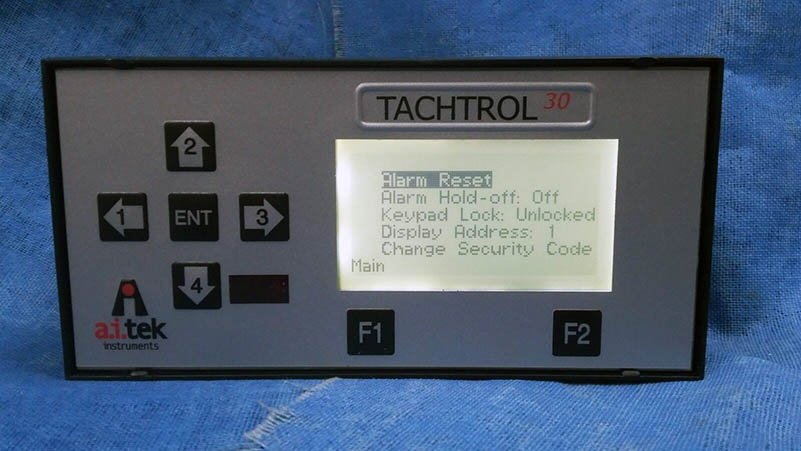 TACHTROL 30
2
1 ENT 3
4
Alarm Reset
Alarm Hold-off: Off
Keypad Lock: Unlocked
Display Address: 1
Change Security Code
Main
a.i.tek
instruments
F1 F2